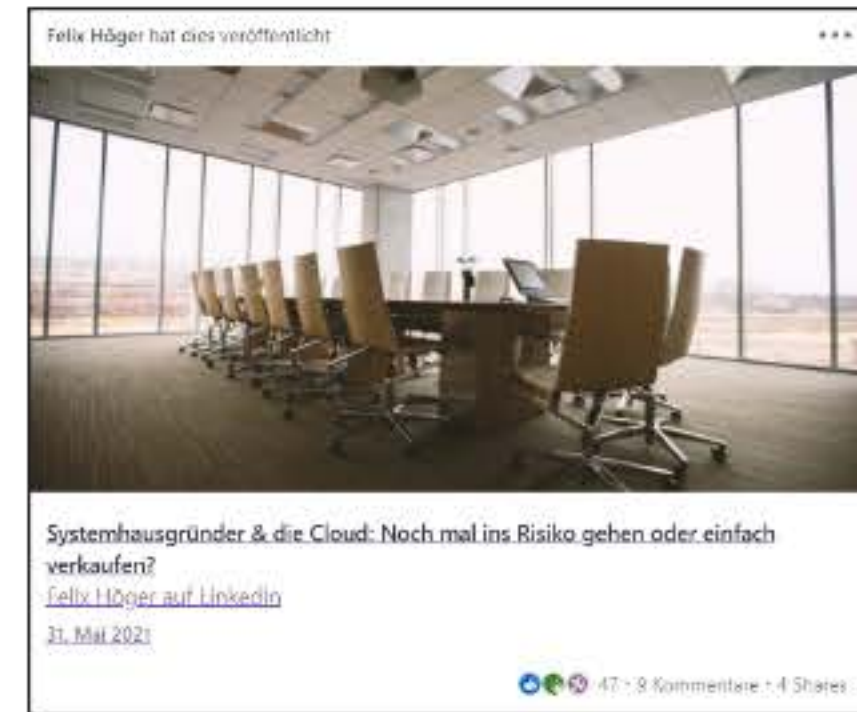 Felix Höger hat dies veröffentlicht
Systemhausgründer & die Cloud: Noch mal ins Risiko gehen oder einfach
verkaufen?
Felix Höger auf LinkedIn
31. Mai 2021
47 · 9 Kommentare · 4 Shares